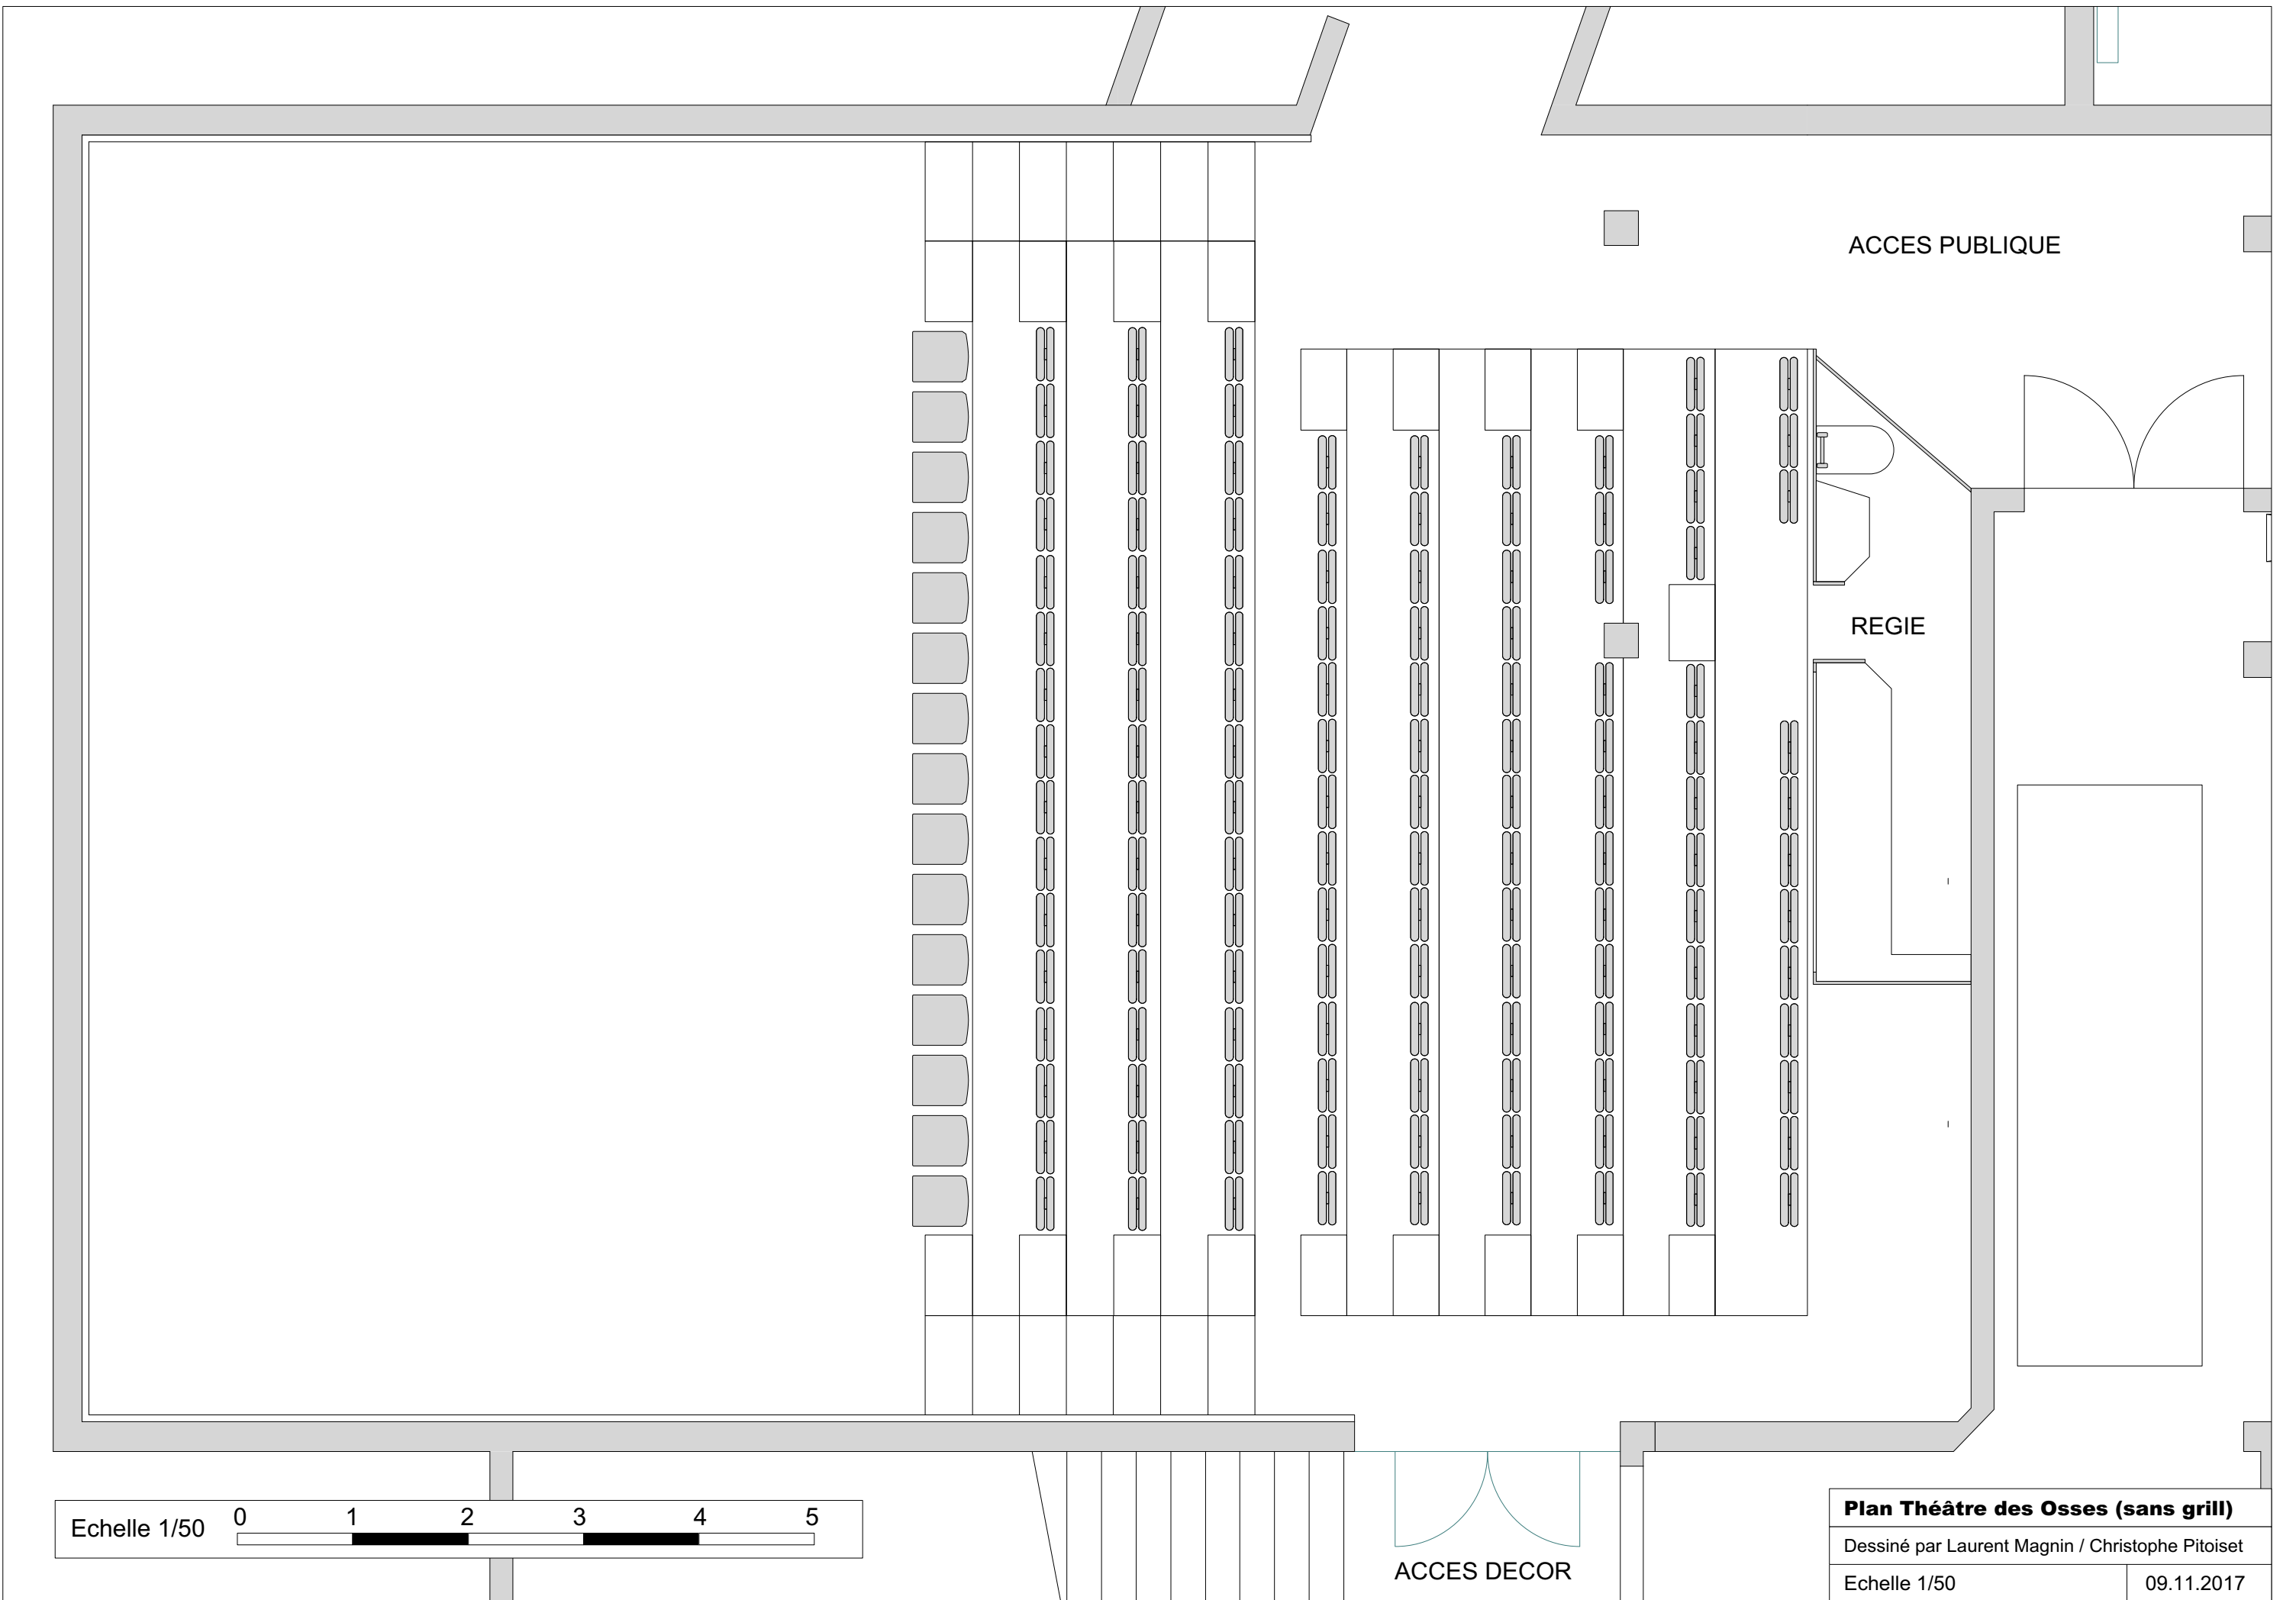 ACCES PUBLIQUE
REGIE
Echelle 1/50
0 1 2 3 4 5
ACCES DECOR
Plan Théâtre des Osses (sans grill)
Dessiné par Laurent Magnin / Christophe Pitoiset
Echelle 1/50
09.11.2017